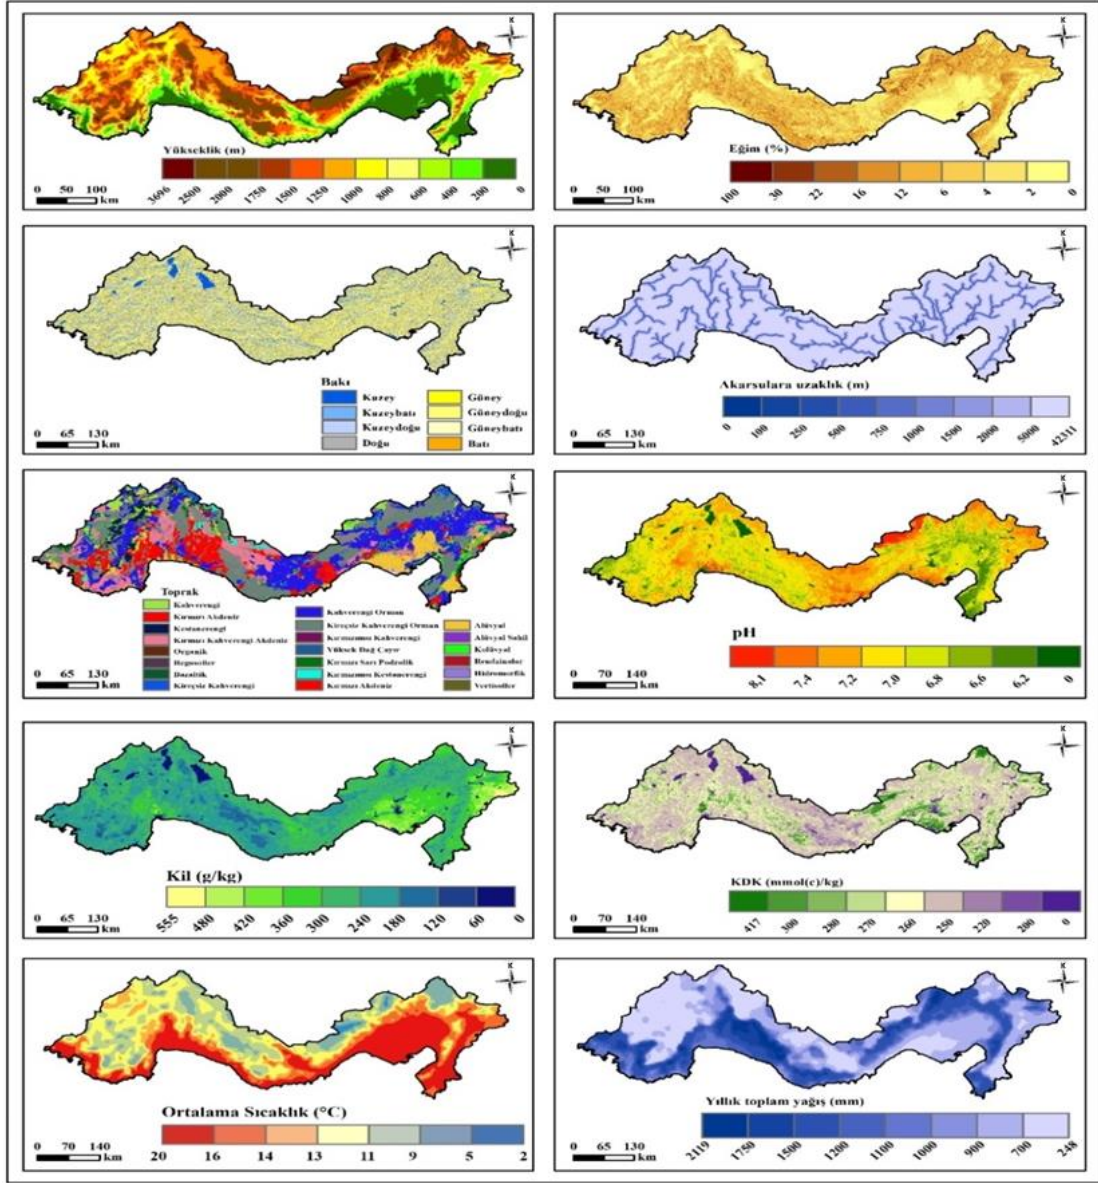 K
Yükseklik (m)
3696 2500 2000 1750 1250 1000 800 600 400 200 0
0 50 100
km
K
Eğim (%)
100 30 22 16 12 6 4 2 0
0 50 100
km
K
Bakı
Kuzey
Kuzeybatı
Kuzeydoğu
Doğu
Güney
Güneydoğu
Güneybatı
Batı
0 65 130
km
K
Akarsulara uzaklık (m)
0 100 250 500 750 1000 1500 2000 5000 42311
0 65 130
km
K
Toprak
Kahverengi
Kırmızı Akdeniz
Kestanerengi
Kırmızı Kahverengi Akdeniz
Organik
Regosoller
Bazaltik
Kireçsiz Kahverengi
Kahverengi Orman
Kireçsiz Kahverengi Orman
Kırmızımsı Kahverengi
Yüksek Dağ Çayır
Kırmızı Sarı Podzolik
Kırmızımsı Kestanerengi
Kırmızı Akdeniz
Alüvyal
Alüvyal Sahil
Kolüvyal
Rendzinalar
Hidromorfik
Vertisoller
0 65 130
km
K
pH
8,1 7,4 7,2 7,0 6,8 6,6 6,2 0
0 70 140
km
K
Kil (g/kg)
555 480 420 360 300 240 180 120 60 0
0 65 130
km
K
KDK (mmol(c)/kg)
417 300 280 270 260 250 220 200 0
0 70 140
km
K
Ortalama Sıcaklık (°C)
20 16 14 13 11 9 5 2
0 70 140
km
K
Yıllık toplam yağış (mm)
2119 1750 1500 1200 1100 1000 900 700 248
0 65 130
km